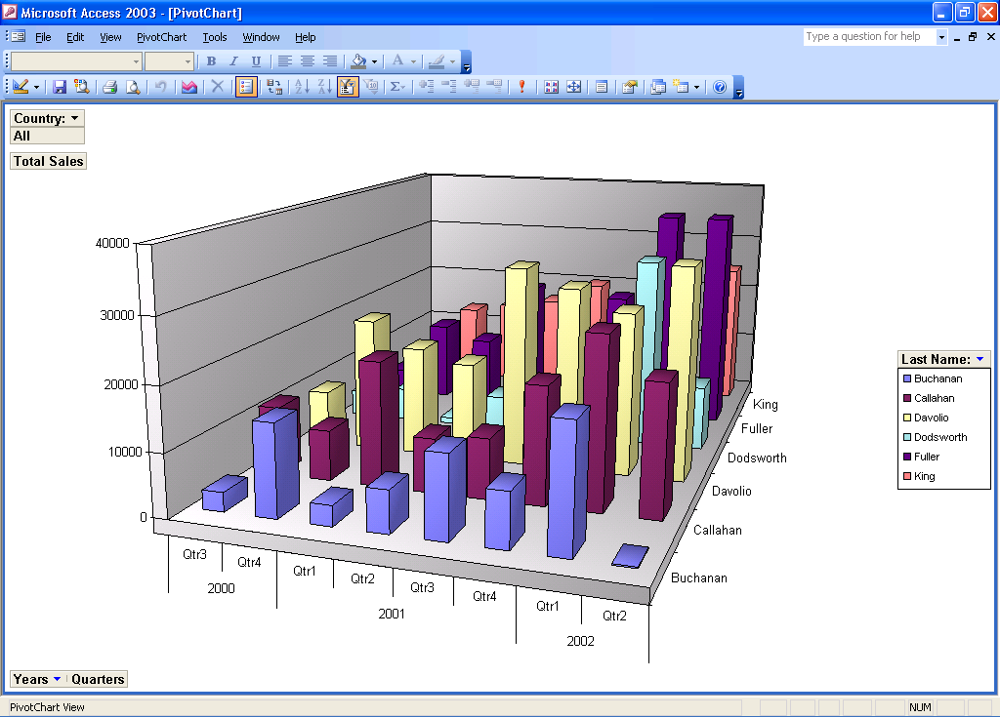 Microsoft Access 2003 - [PivotChart]
File Edit View PivotChart Tools Window Help
Type a question for help
B I U A
Country:
All
Total Sales
40000
30000
20000
10000
0
Qtr3 Qtr4 Qtr1 Qtr2 Qtr3 Qtr4 Qtr1 Qtr2
2000 2001 2002
King
Fuller
Dodsworth
Davolio
Callahan
Buchanan
Last Name:
Buchanan
Callahan
Davolio
Dodsworth
Fuller
King
Years Quarters
PivotChart View NUM